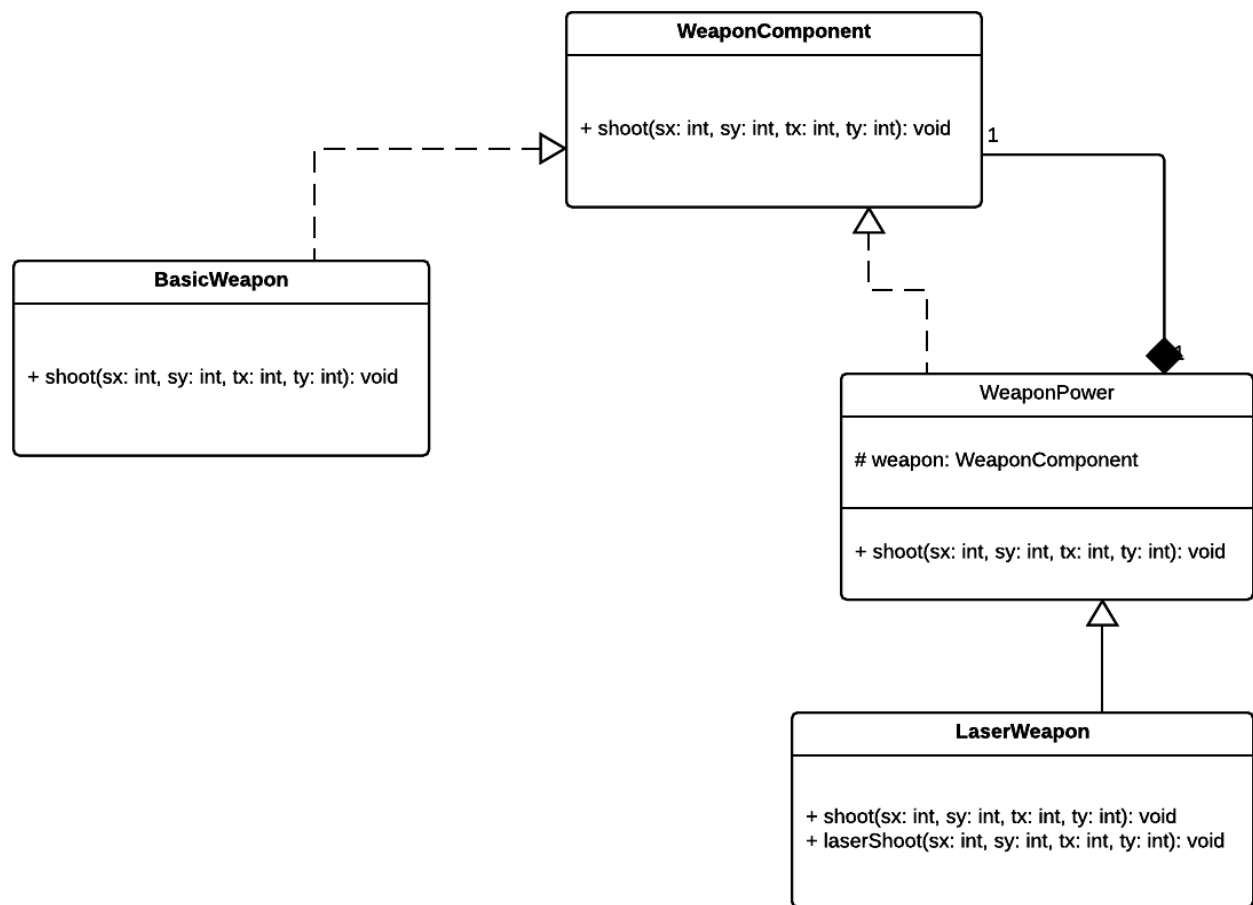 WeaponComponent
+ shoot(sx: int, sy: int, tx: int, ty: int): void
1
BasicWeapon
+ shoot(sx: int, sy: int, tx: int, ty: int): void
1
WeaponPower
# weapon: WeaponComponent
+ shoot(sx: int, sy: int, tx: int, ty: int): void
LaserWeapon
+ shoot(sx: int, sy: int, tx: int, ty: int): void
+ laserShoot(sx: int, sy: int, tx: int, ty: int): void